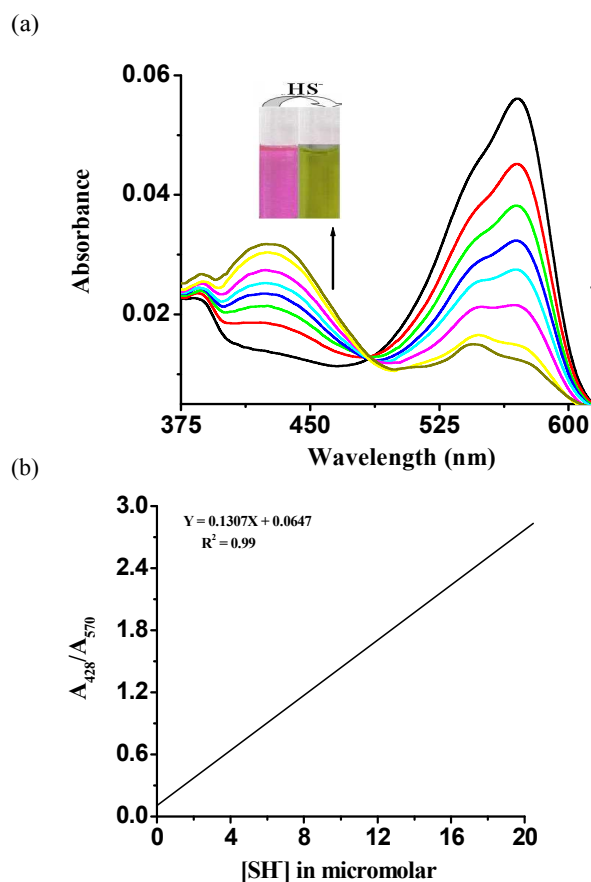 (a)
HS⁻
0.06
0.04
0.02
Absorbance
375 450 525 600
Wavelength (nm)
(b)
Y = 0.1307X + 0.0647
R² = 0.99
3.0
2.4
1.8
1.2
0.6
0.0
A₄₂₈/A₅₇₀
0 4 8 12 16 20
[SH⁻] in micromolar